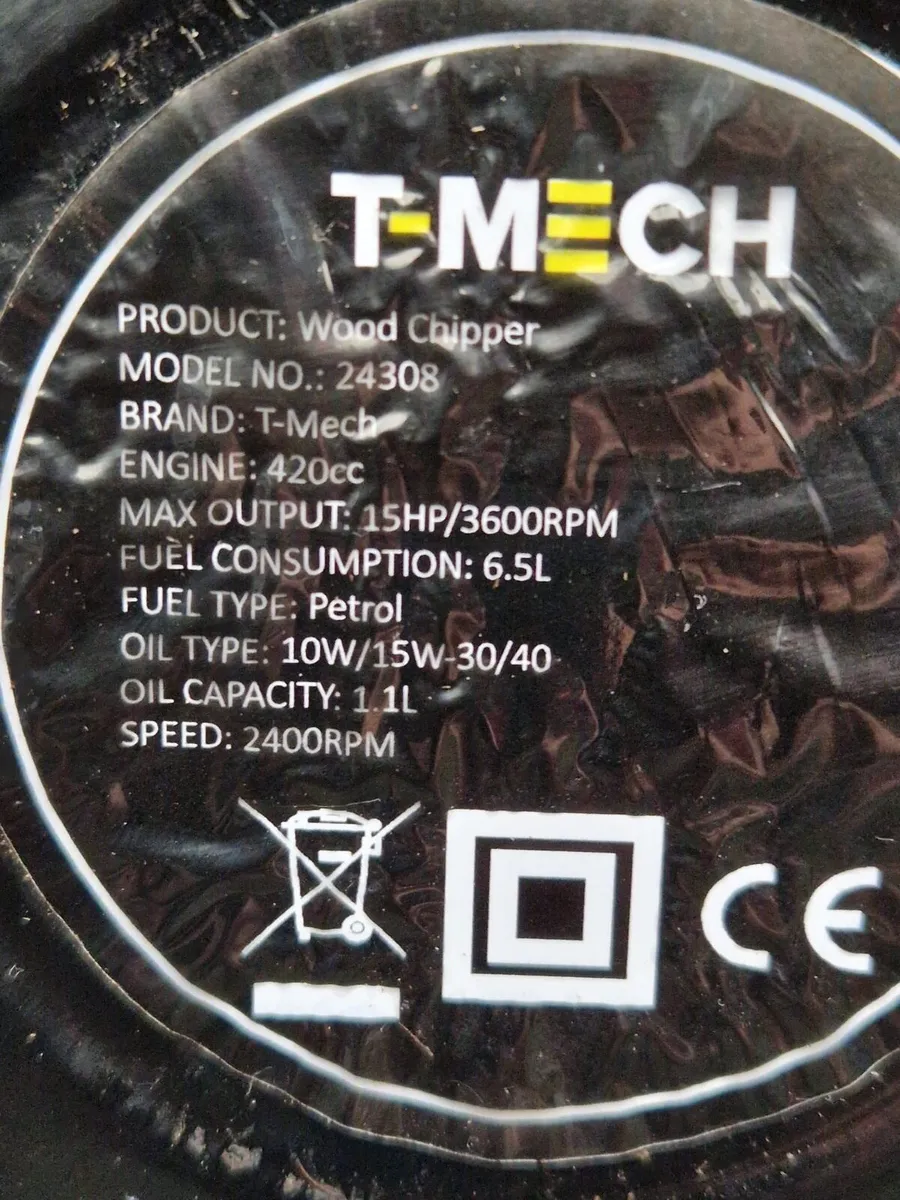 T-MECH
PRODUCT: Wood Chipper
MODEL NO.: 24308
BRAND: T-Mech
ENGINE: 420cc
MAX OUTPUT: 15HP/3600RPM
FUEL CONSUMPTION: 6.5L
FUEL TYPE: Petrol
OIL TYPE: 10W/15W-30/40
OIL CAPACITY: 1.1L
SPEED: 2400RPM
CE